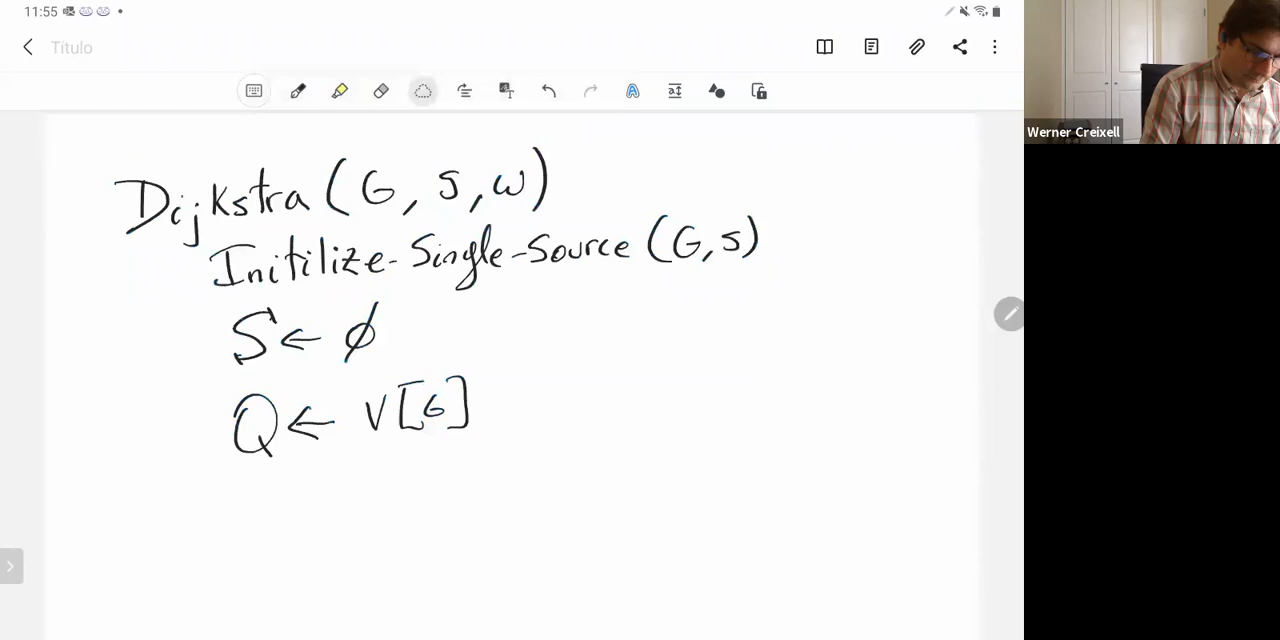 11:55
Título
Werner Creixell
Dijkstra (G, s, w)
Initilize-Single-Source (G, s)
S ← ∅
Q ← V[G]